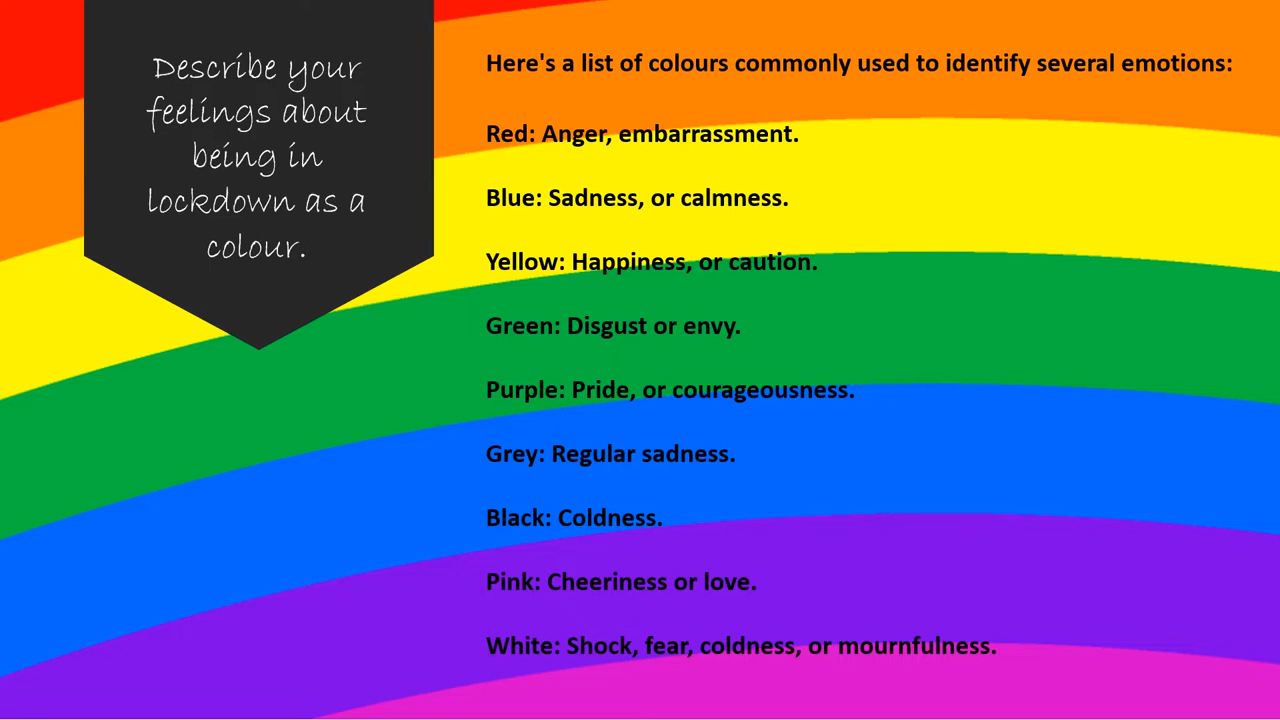 Describe your
feelings about
being in
lockdown as a
colour.
Here's a list of colours commonly used to identify several emotions:
Red: Anger, embarrassment.
Blue: Sadness, or calmness.
Yellow: Happiness, or caution.
Green: Disgust or envy.
Purple: Pride, or courageousness.
Grey: Regular sadness.
Black: Coldness.
Pink: Cheeriness or love.
White: Shock, fear, coldness, or mournfulness.